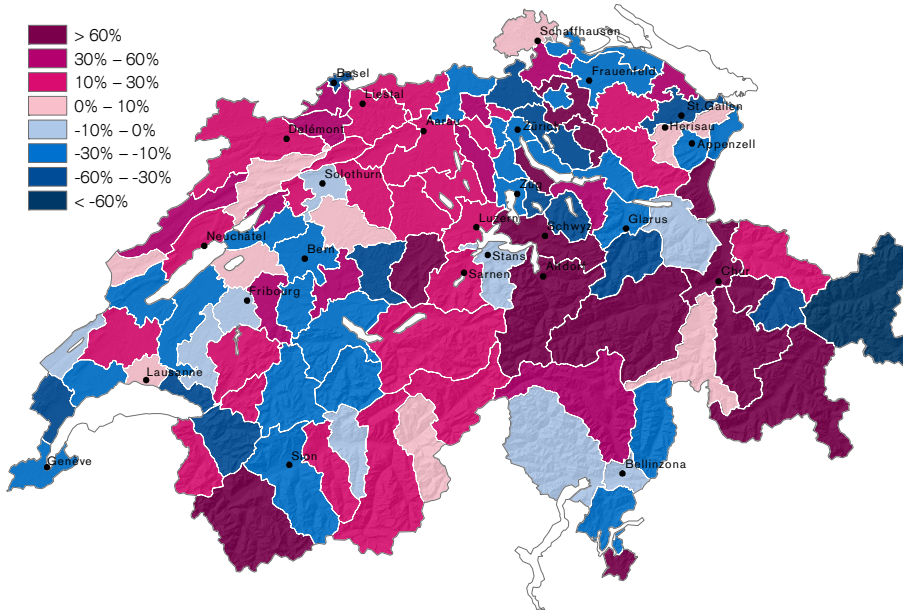 > 60%
30% – 60%
10% – 30%
0% – 10%
-10% – 0%
-30% – -10%
-60% – -30%
< -60%
Schaffhausen
Basel
Frauenfeld
Liestal
St.Gallen
Aarau
Zürich
Herisau
Delémont
Appenzell
Solothurn
Zug
Luzern
Glarus
Schwyz
Neuchâtel
Bern
Stans
Sarnen
Altdorf
Chur
Fribourg
Lausanne
Genève
Sion
Bellinzona